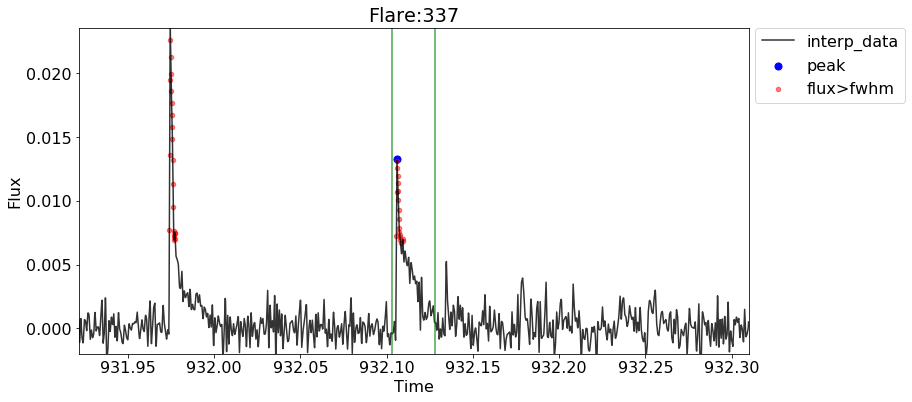 Flare:337
interp_data
peak
flux>fwhm
Flux
0.020
0.015
0.010
0.005
0.000
931.95 932.00 932.05 932.10 932.15 932.20 932.25 932.30
Time